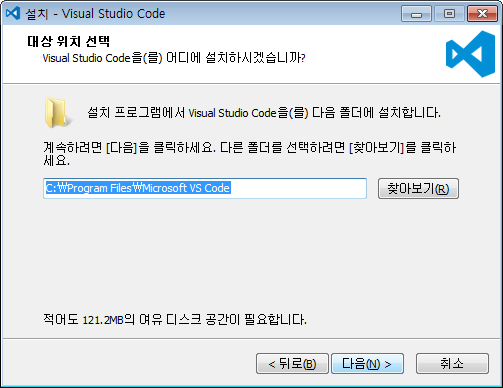 설치 - Visual Studio Code
대상 위치 선택
Visual Studio Code을(를) 어디에 설치하시겠습니까?
설치 프로그램에서 Visual Studio Code을(를) 다음 폴더에 설치합니다.
계속하려면 [다음]을 클릭하세요. 다른 폴더를 선택하려면 [찾아보기]를 클릭하
세요.
C:₩Program Files₩Microsoft VS Code
찾아보기(R)
적어도 121.2MB의 여유 디스크 공간이 필요합니다.
< 뒤로(B)
다음(N) >
취소